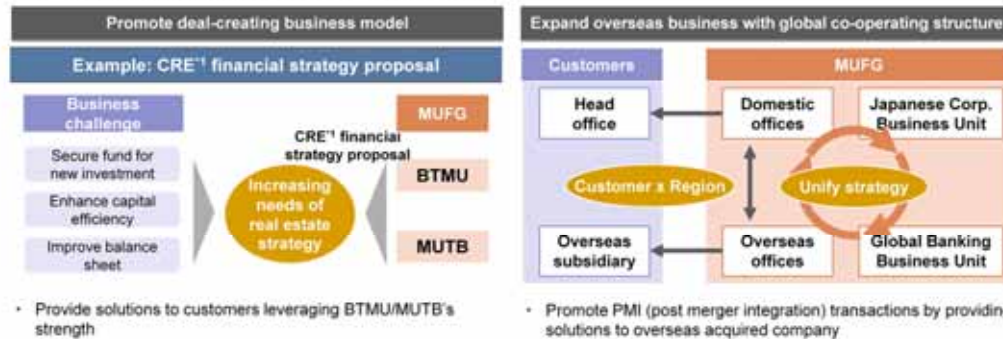 Promote deal-creating business model
Example: CRE*1 financial strategy proposal
Business
challenge
Secure fund for
new investment
Enhance capital
efficiency
Improve balance
sheet
Increasing
needs of
real estate
strategy
CRE*1 financial
strategy proposal
MUFG
BTMU
MUTB
• Provide solutions to customers leveraging BTMU/MUTB's
strength
Expand overseas business with global co-operating structure
Customers
MUFG
Head
office
Domestic
offices
Japanese Corp.
Business Unit
Customer x Region
Unify strategy
Overseas
subsidiary
Overseas
offices
Global Banking
Business Unit
• Promote PMI (post merger integration) transactions by providin
solutions to overseas acquired company